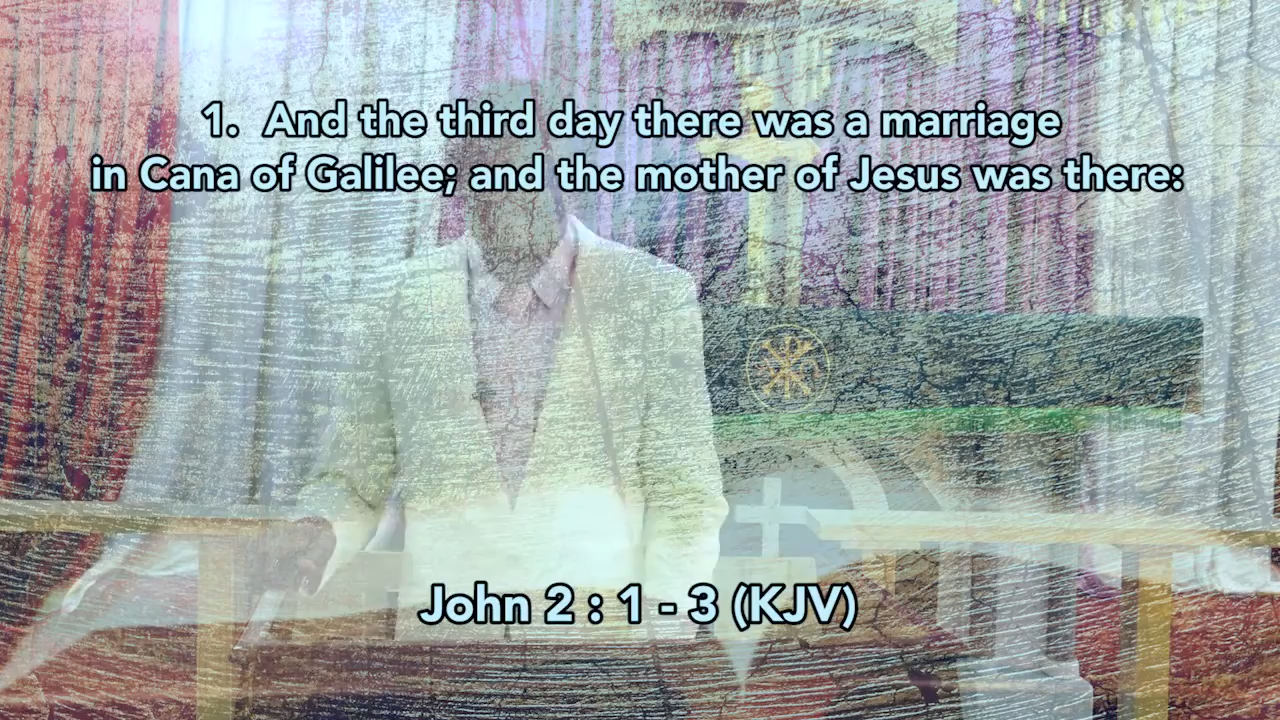 1. And the third day there was a marriage
in Cana of Galilee; and the mother of Jesus was there:
John 2 : 1 - 3 (KJV)